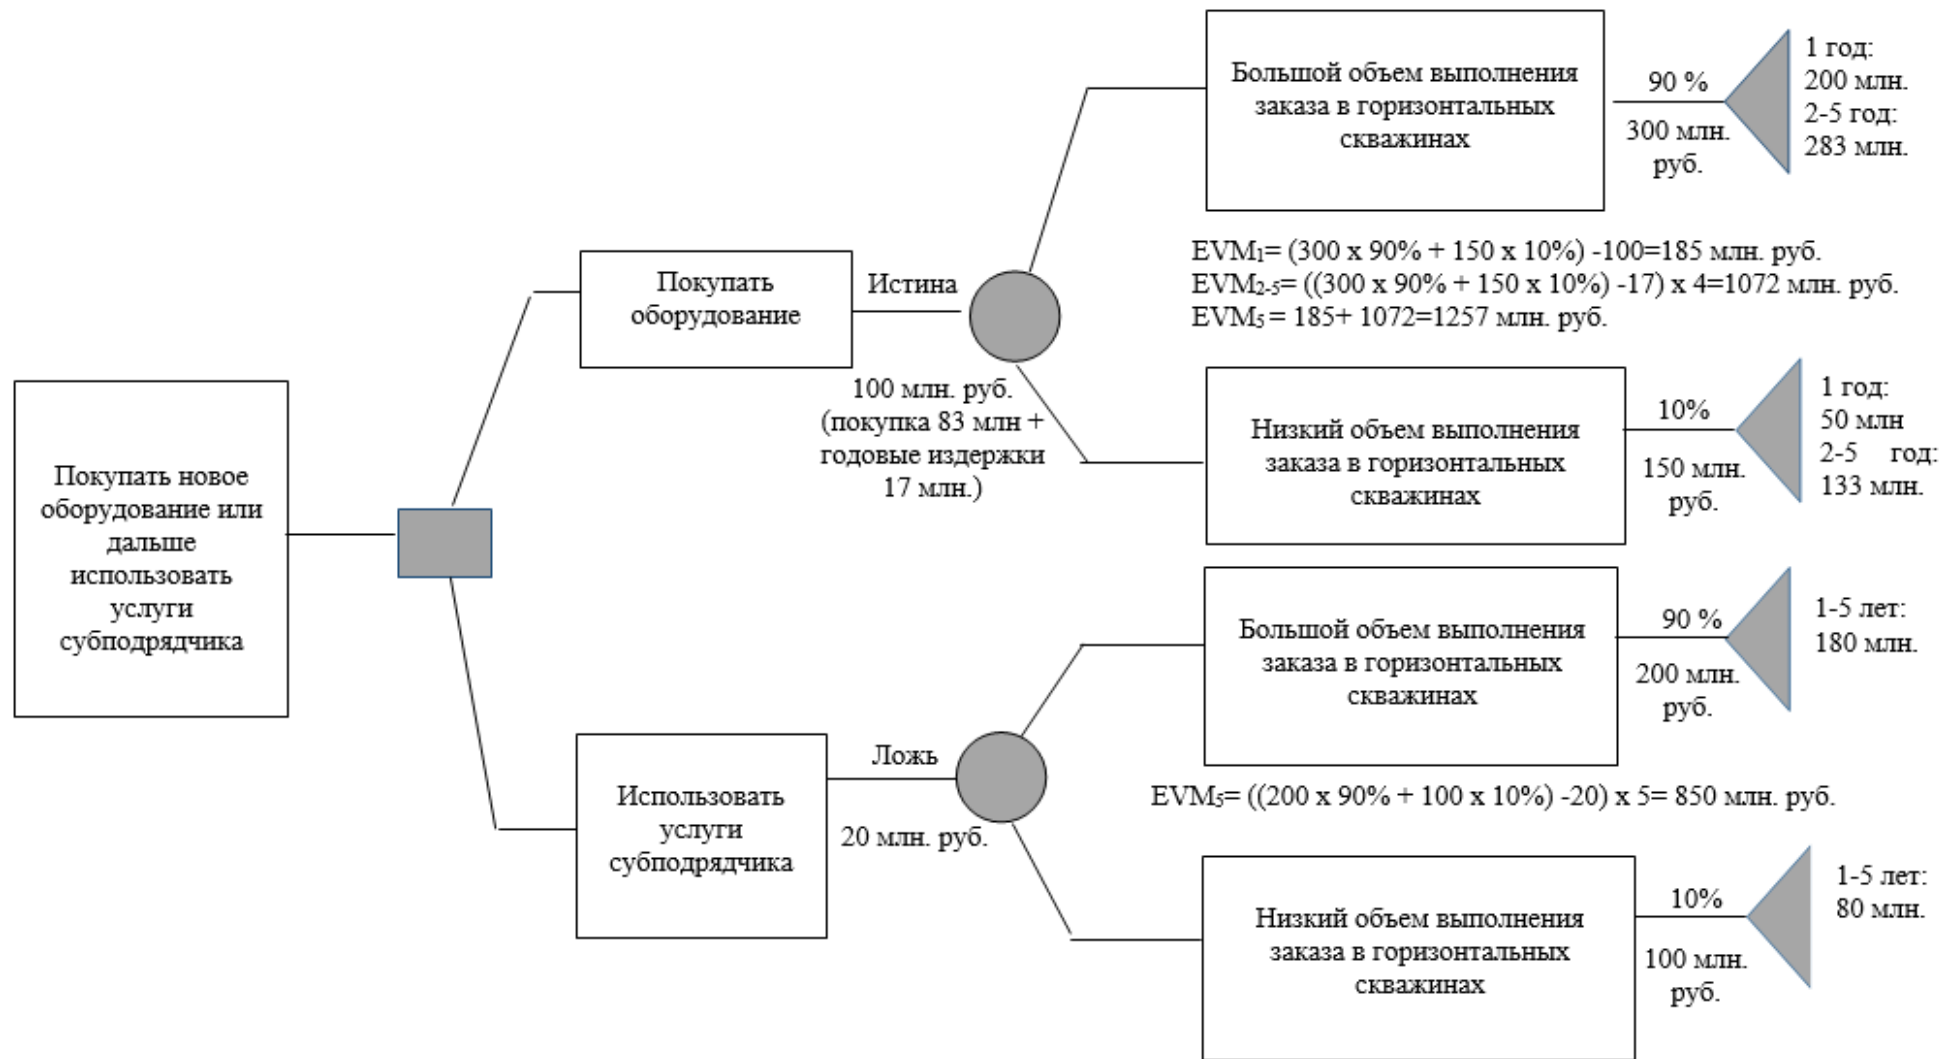 Покупать новое
оборудование или
дальше
использовать
услуги
субподрядчика
Покупать
оборудование
Истина
100 млн. руб.
(покупка 83 млн +
годовые издержки
17 млн.)
Большой объем выполнения
заказа в горизонтальных
скважинах
90 %
300 млн.
руб.
1 год:
200 млн.
2-5 год:
283 млн.
EVM₁= (300 x 90% + 150 x 10%) -100=185 млн. руб.
EVM₂₋₅= ((300 x 90% + 150 x 10%) -17) x 4=1072 млн. руб.
EVM₅ = 185+ 1072=1257 млн. руб.
Низкий объем выполнения
заказа в горизонтальных
скважинах
10%
150 млн.
руб.
1 год:
50 млн
2-5 год:
133 млн.
Использовать
услуги
субподрядчика
Ложь
20 млн. руб.
Большой объем выполнения
заказа в горизонтальных
скважинах
90 %
200 млн.
руб.
1-5 лет:
180 млн.
EVM₅= ((200 x 90% + 100 x 10%) -20) x 5= 850 млн. руб.
Низкий объем выполнения
заказа в горизонтальных
скважинах
10%
100 млн.
руб.
1-5 лет:
80 млн.